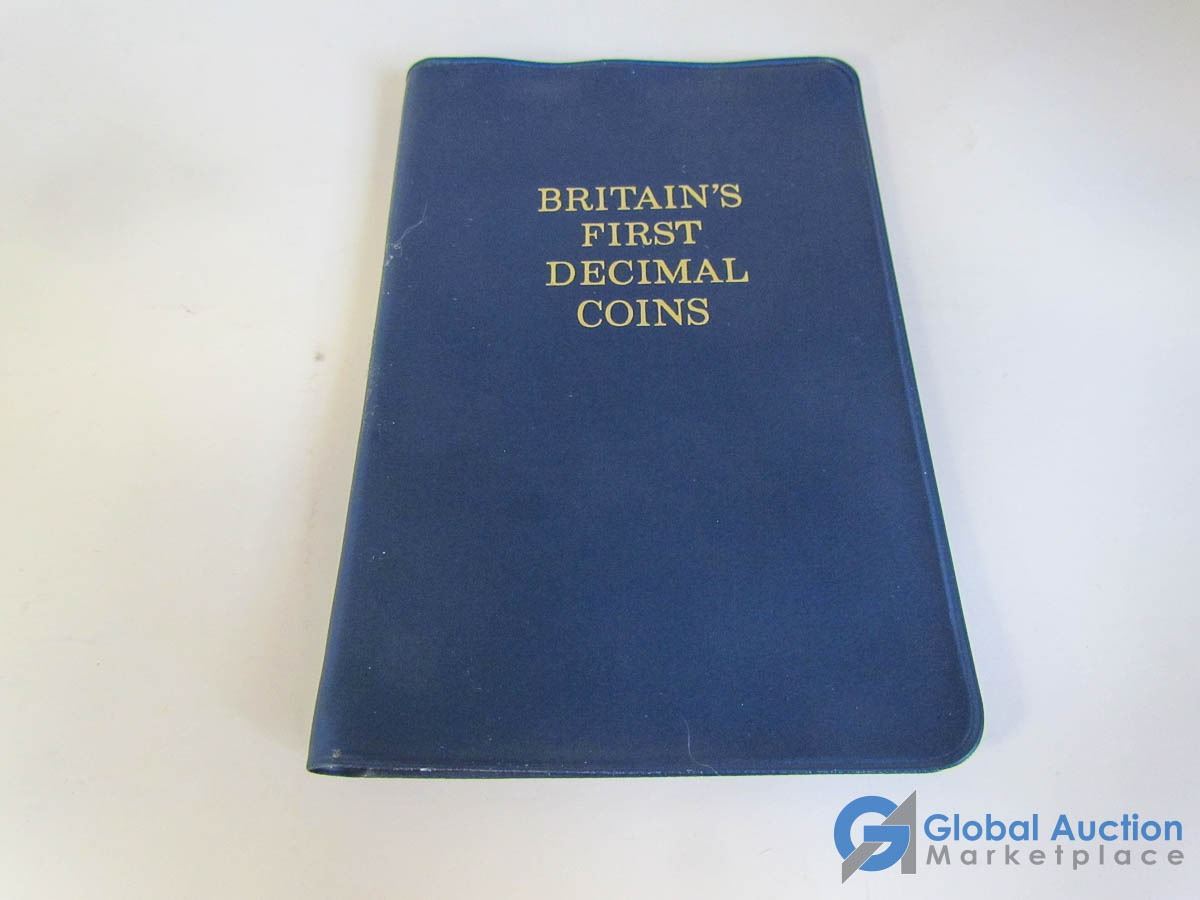 BRITAIN'S
FIRST
DECIMAL
COINS
Global Auction
Marketplace